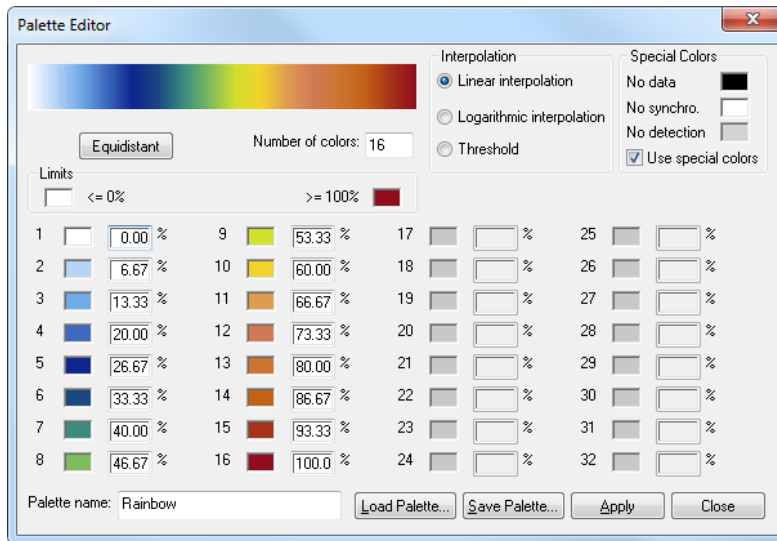 Palette Editor
Interpolation
Linear interpolation
Logarithmic interpolation
Threshold
Special Colors
No data
No synchro.
No detection
Use special colors
Equidistant
Number of colors: 16
Limits
<= 0% >= 100%
1 0.00 % 9 53.33 % 17 % 25 %
2 6.67 % 10 60.00 % 18 % 26 %
3 13.33 % 11 66.67 % 19 % 27 %
4 20.00 % 12 73.33 % 20 % 28 %
5 26.67 % 13 80.00 % 21 % 29 %
6 33.33 % 14 86.67 % 22 % 30 %
7 40.00 % 15 93.33 % 23 % 31 %
8 46.67 % 16 100.0 % 24 % 32 %
Palette name: Rainbow Load Palette... Save Palette... Apply Close